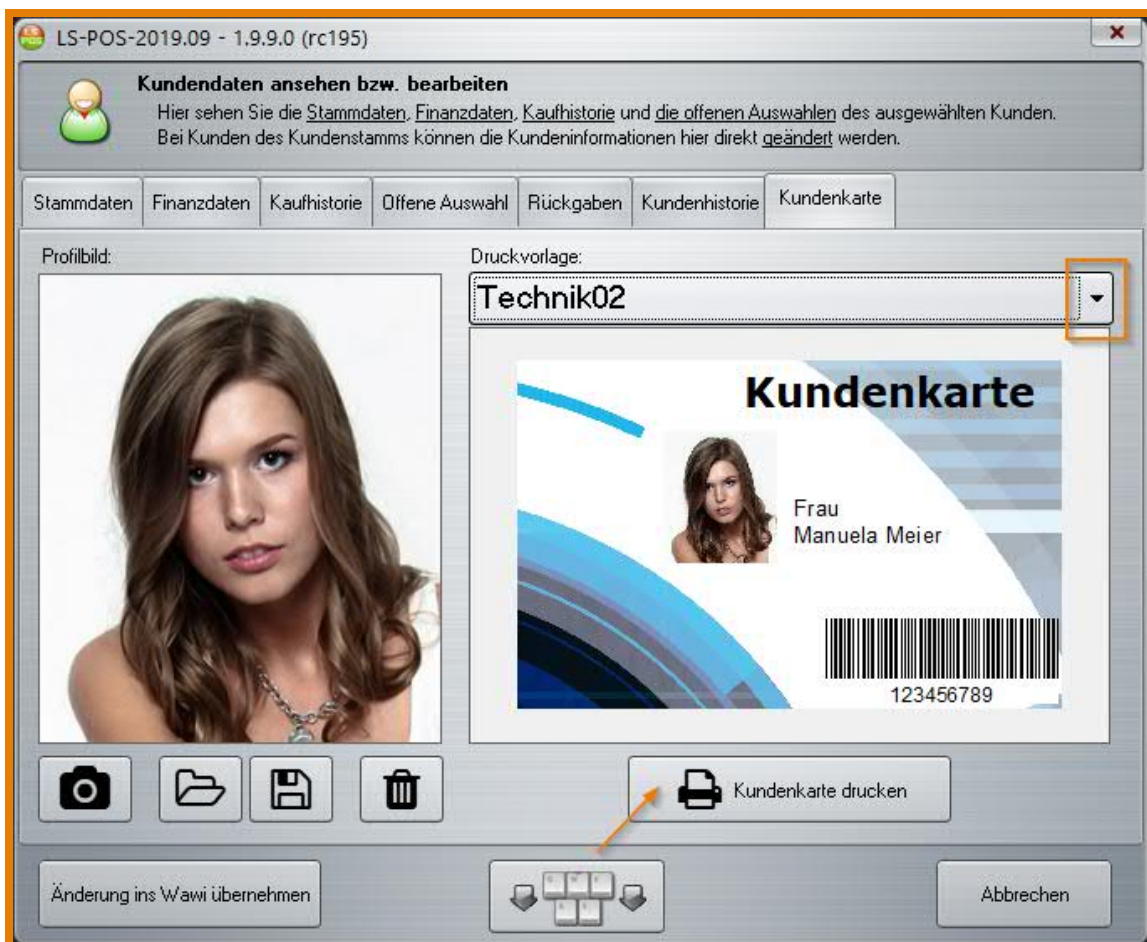 LS-POS-2019.09 - 1.9.9.0 (rc195)
Kundendaten ansehen bzw. bearbeiten
Hier sehen Sie die Stammdaten, Finanzdaten, Kaufhistorie und die offenen Auswahlen des ausgewählten Kunden.
Bei Kunden des Kundenstamms können die Kundeninformationen hier direkt geändert werden.
Stammdaten Finanzdaten Kaufhistorie Offene Auswahl Rückgaben Kundenhistorie Kundenkarte
Profilbild:
Druckvorlage:
Technik02
Kundenkarte
Frau
Manuela Meier
123456789
Kundenkarte drucken
Änderung ins Wawi übernehmen
Abbrechen